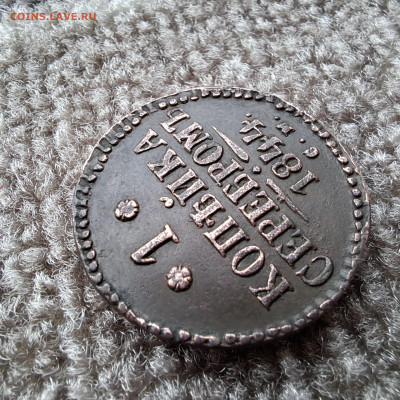 COINS.LAVE.RU
1
КОПѢЙКА
СЕРЕБРОМЪ
1844.